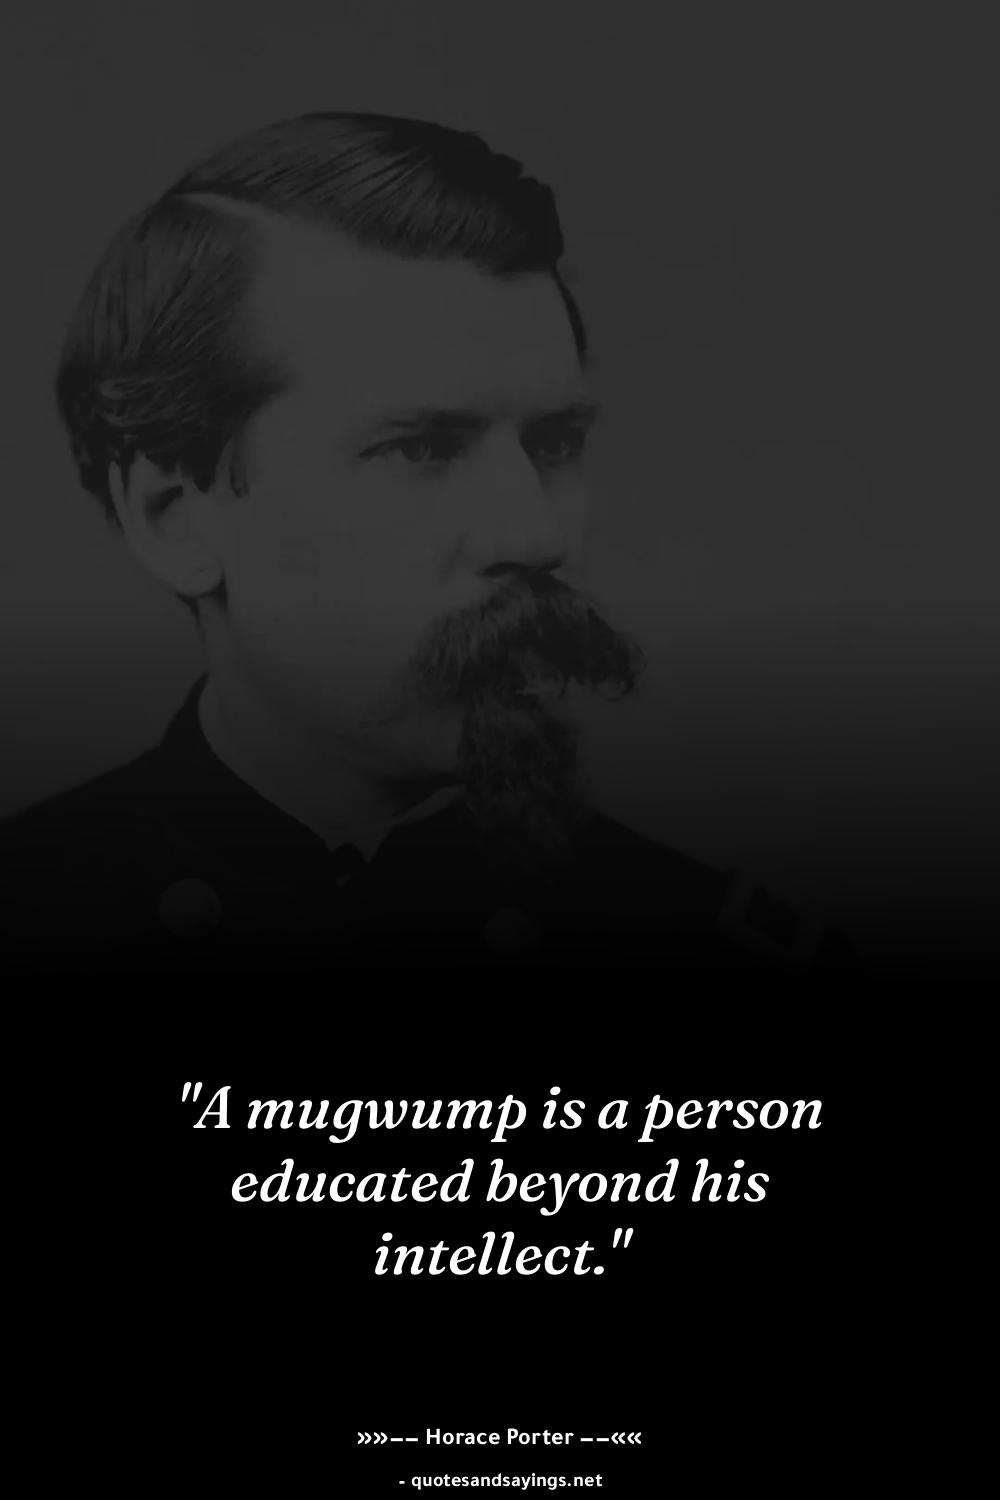 "A mugwump is a person
educated beyond his
intellect."
»»–– Horace Porter ––««
- quotesandsayings.net